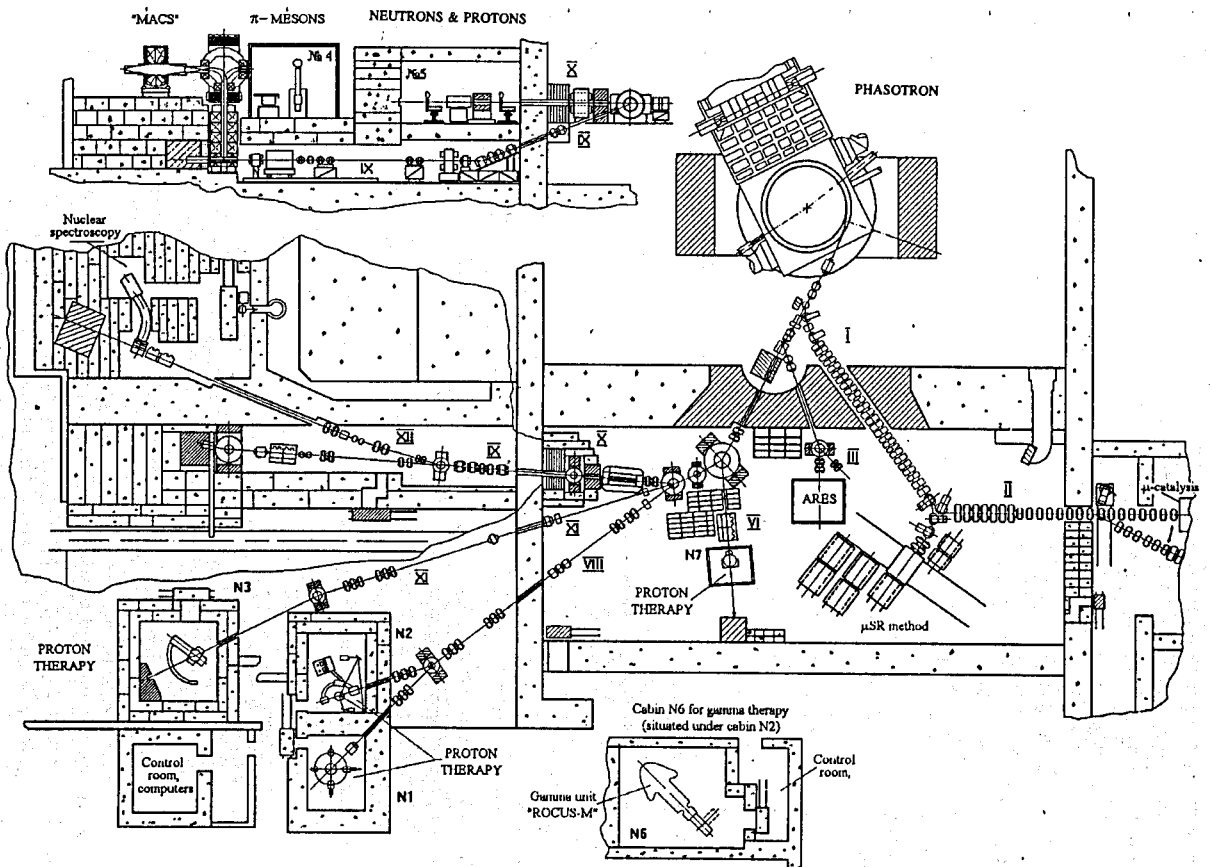 "MACS"
π-MESONS
NEUTRONS & PROTONS
№4
№5
X
IX
IX
PHASOTRON
Nuclear
spectroscopy
I
XII
IX
X
III
II
μ-catalysis
ARES
XI
VI
VIII
N7
PROTON
THERAPY
XI
μSR method
N3
N2
PROTON
THERAPY
Cabin N6 for gamma therapy
(situated under cabin N2)
PROTON
THERAPY
Control
room,
computers
N1
Control
room,
Gamma unit
"ROCUS-M"
N6